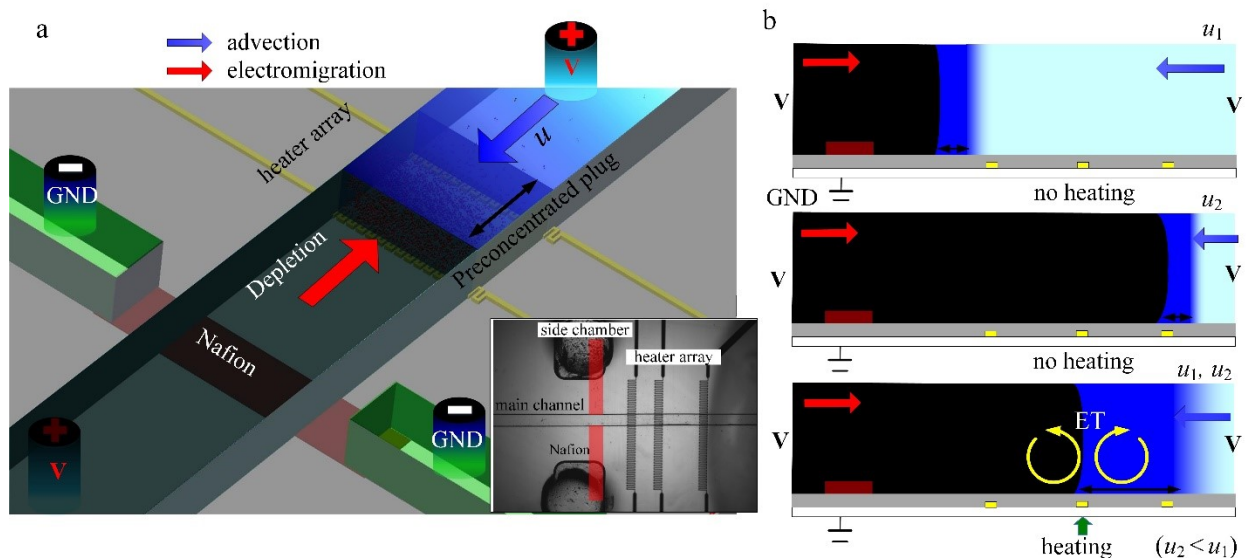 a
advection
electromigration
+
V
u
heater array
GND
Preconcentrated plug
Depletion
Nafion
GND
+
V
side chamber
heater array
main channel
Nafion
b
u₁
V
V
no heating
GND
u₂
V
V
no heating
u₁, u₂
ET
V
V
heating
(u₂ < u₁)